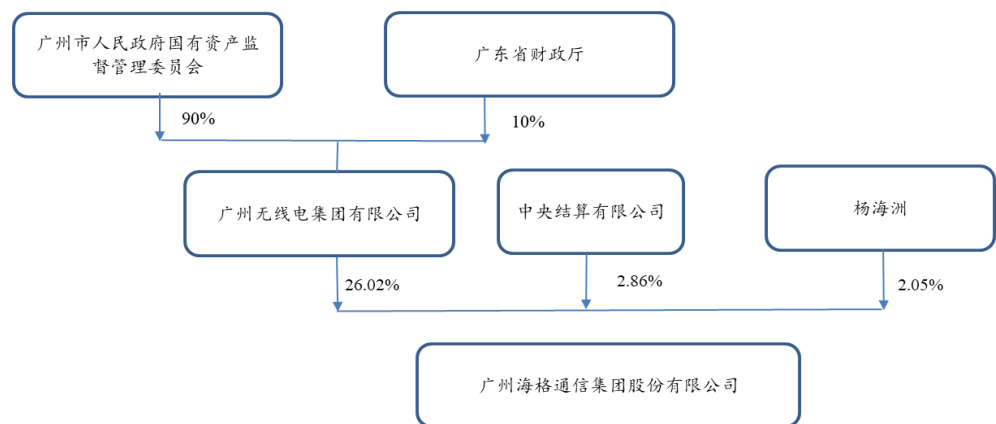 广州市人民政府国有资产监
督管理委员会
广东省财政厅
90%
10%
广州无线电集团有限公司
中央结算有限公司
杨海洲
26.02%
2.86%
2.05%
广州海格通信集团股份有限公司